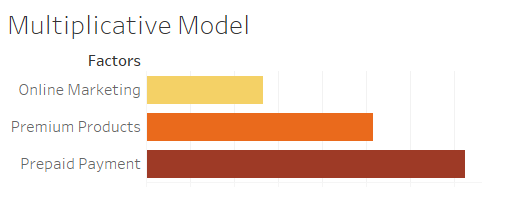 Multiplicative Model
Factors
Online Marketing
Premium Products
Prepaid Payment